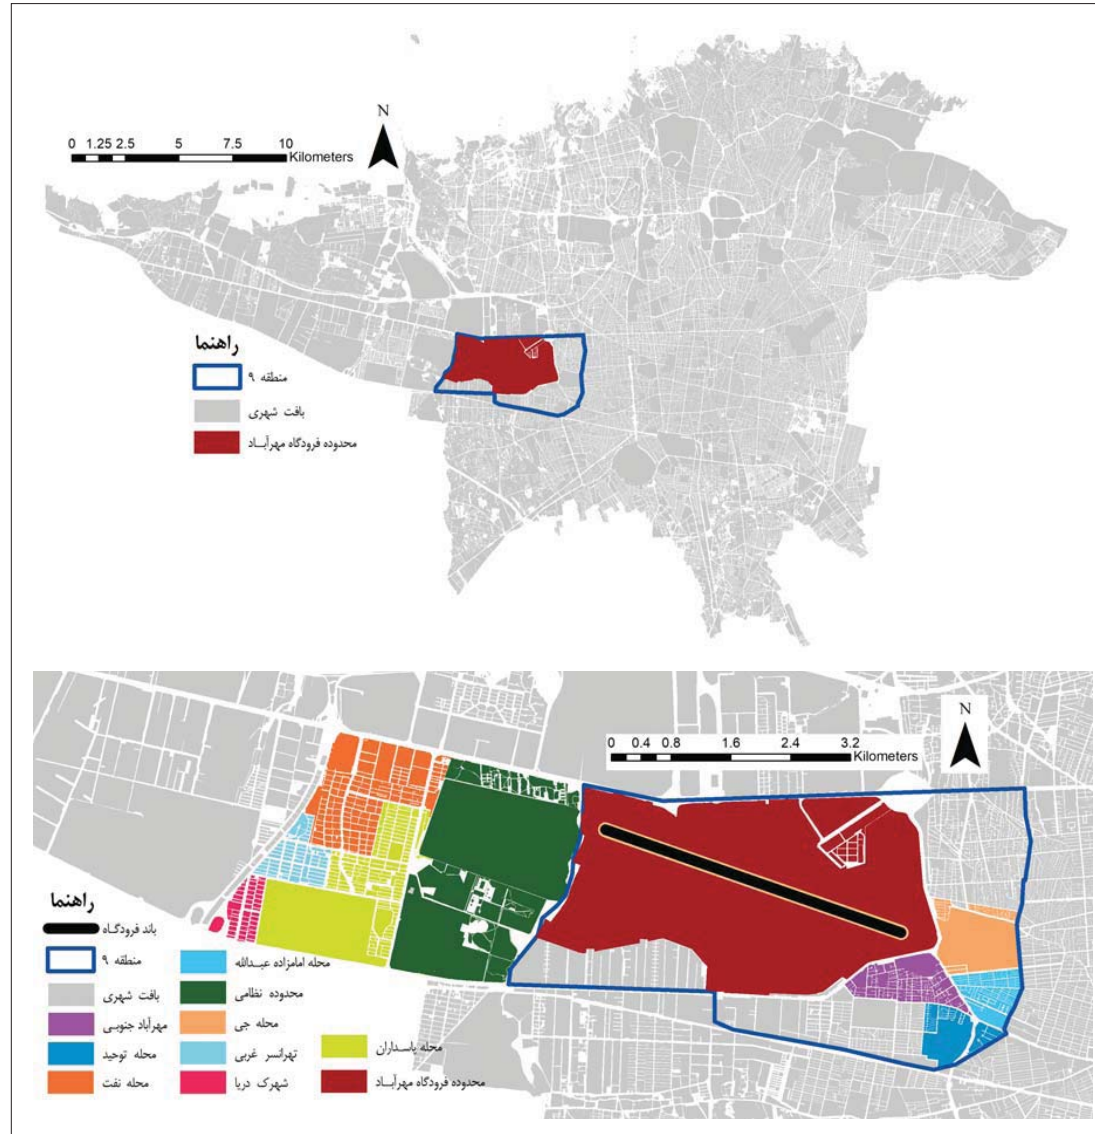 N
0 1.25 2.5 5 7.5 10
Kilometers
راهنما
منطقه ۹
بافت شهری
محدوده فرودگاه مهرآباد
N
0 0.4 0.8 1.6 2.4 3.2
Kilometers
راهنما
باند فرودگاه
منطقه ۹
بافت شهری
مهرآباد جنوبی
محله توحید
محله نفت
محله امامزاده عبدالله
محدوده نظامی
محله جی
تهرانسر غربی
شهرک دریا
محله پاسداران
محدوده فرودگاه مهرآباد